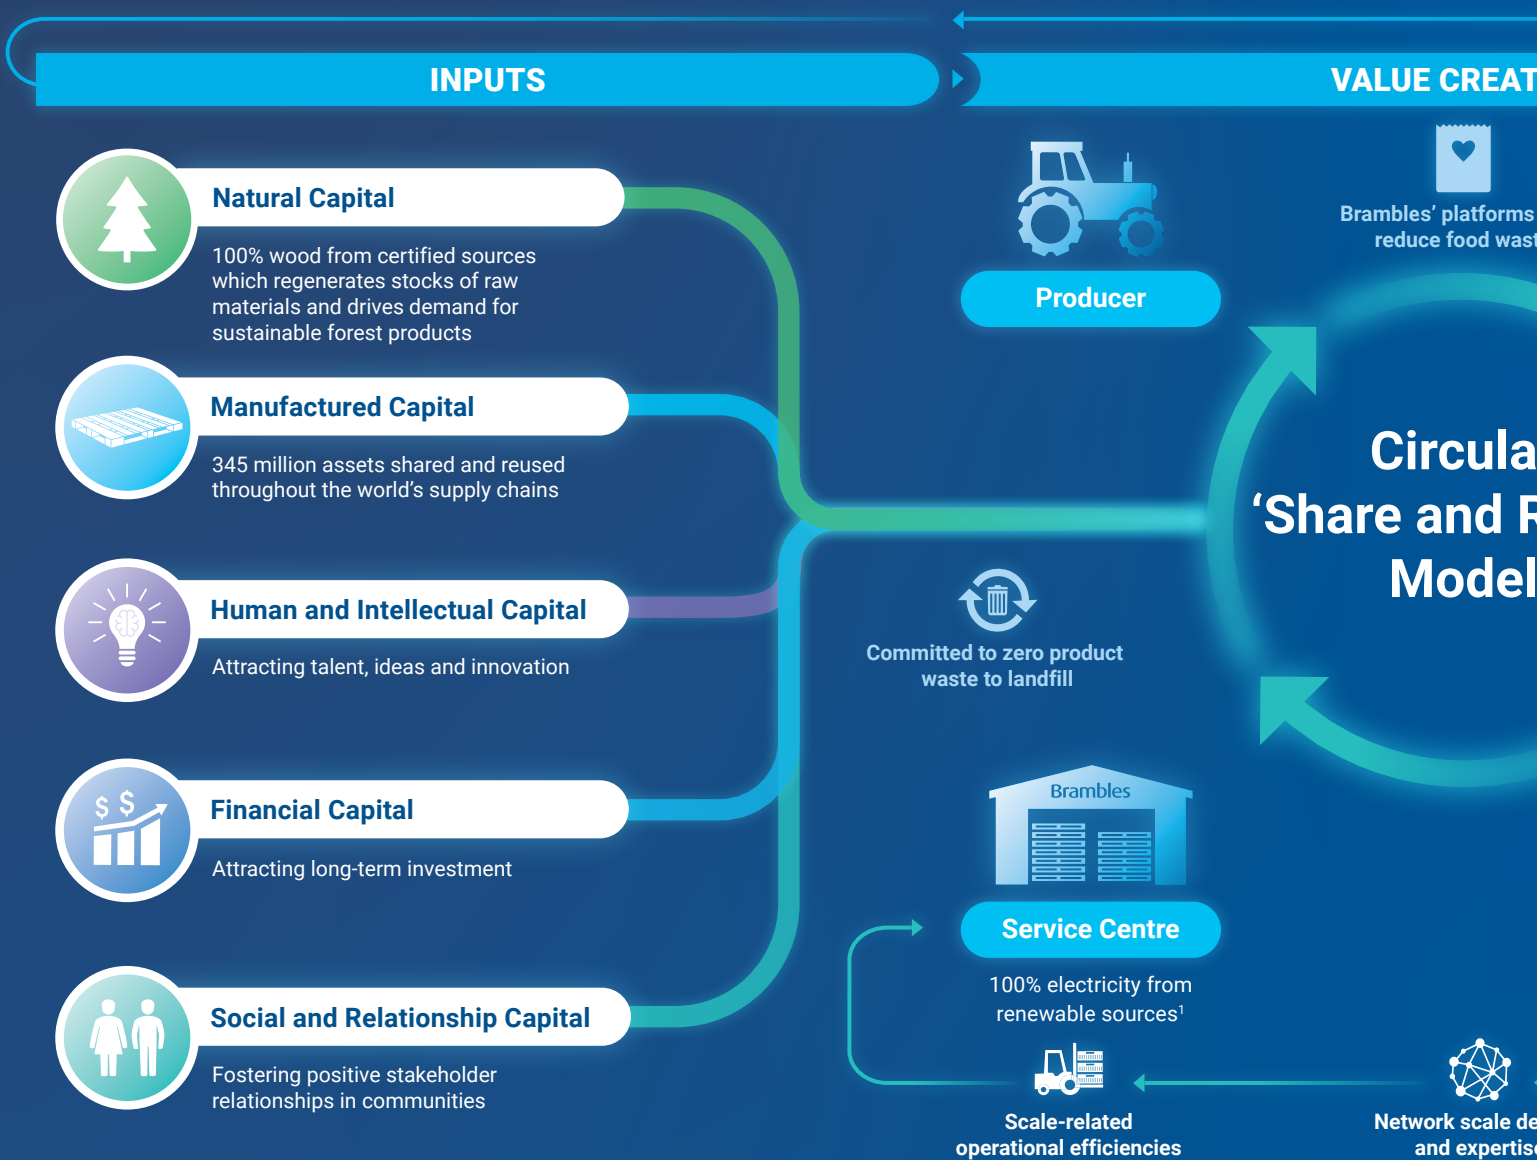 INPUTS
VALUE CREAT
Natural Capital
100% wood from certified sources
which regenerates stocks of raw
materials and drives demand for
sustainable forest products
Manufactured Capital
345 million assets shared and reused
throughout the world’s supply chains
Human and Intellectual Capital
Attracting talent, ideas and innovation
$ $
Financial Capital
Attracting long-term investment
Social and Relationship Capital
Fostering positive stakeholder
relationships in communities
Producer
Brambles’ platforms
reduce food wast
Circula
‘Share and R
Model
Committed to zero product
waste to landfill
Brambles
Service Centre
100% electricity from
renewable sources¹
Scale-related
operational efficiencies
Network scale de
and expertise